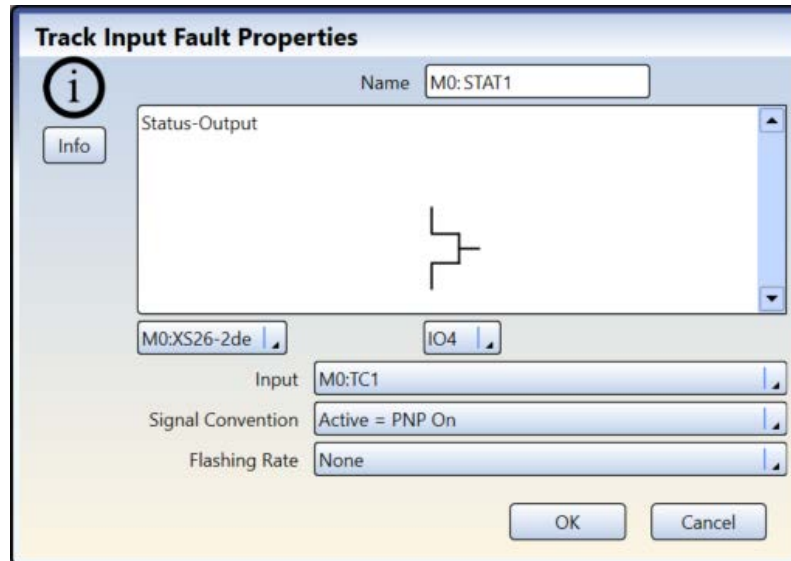 Track Input Fault Properties
Name M0:STAT1
i
Info
Status-Output
M0:XS26-2de IO4
Input M0:TC1
Signal Convention Active = PNP On
Flashing Rate None
OK Cancel